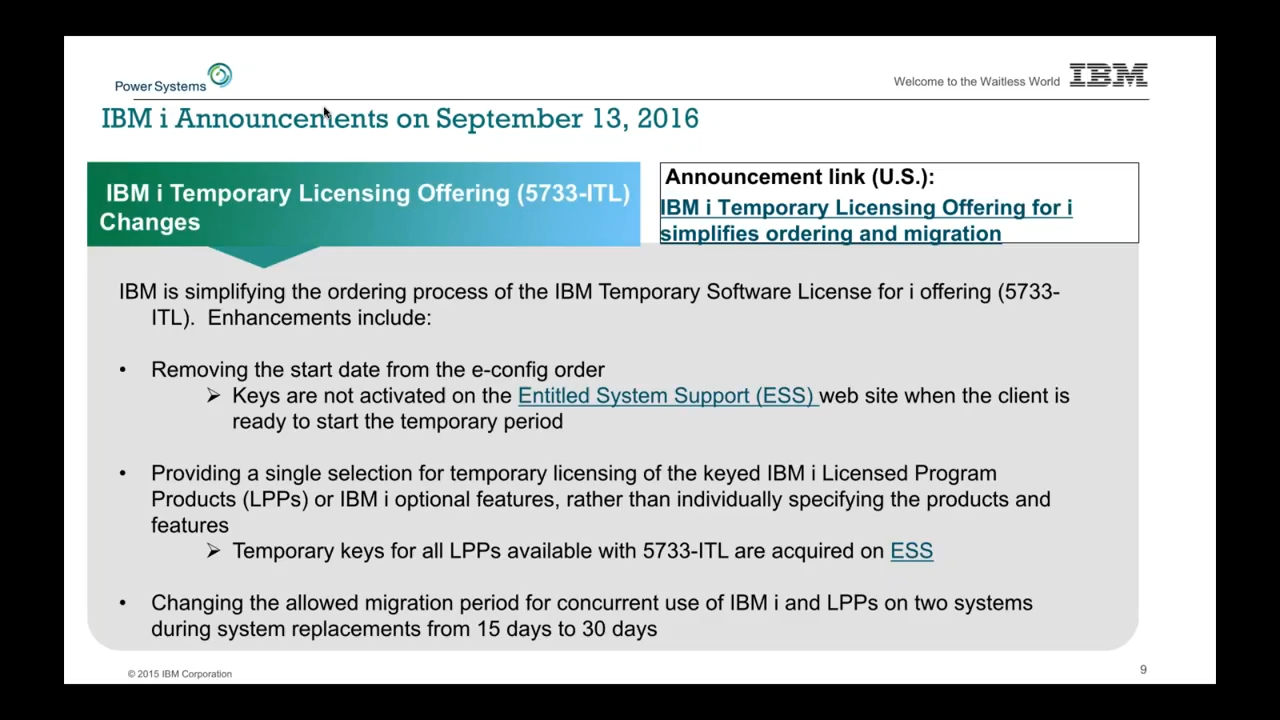 Power Systems
Welcome to the Waitless World
IBM
IBM i Announcements on September 13, 2016
IBM i Temporary Licensing Offering (5733-ITL)
Changes
Announcement link (U.S.):
IBM i Temporary Licensing Offering for i
simplifies ordering and migration
IBM is simplifying the ordering process of the IBM Temporary Software License for i offering (5733-
ITL).  Enhancements include:
• Removing the start date from the e-config order
➢ Keys are not activated on the Entitled System Support (ESS) web site when the client is
ready to start the temporary period
• Providing a single selection for temporary licensing of the keyed IBM i Licensed Program
Products (LPPs) or IBM i optional features, rather than individually specifying the products and
features
➢ Temporary keys for all LPPs available with 5733-ITL are acquired on ESS
• Changing the allowed migration period for concurrent use of IBM i and LPPs on two systems
during system replacements from 15 days to 30 days
© 2015 IBM Corporation
9